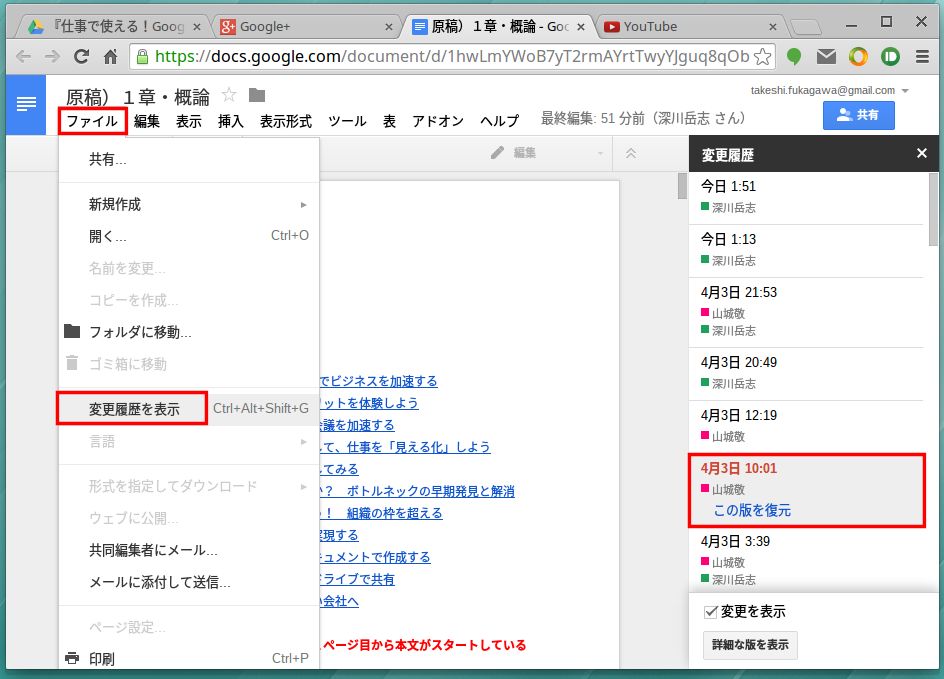 『仕事で使える！Goog
Google+
原稿）１章・概論 - Goo
YouTube
https://docs.google.com/document/d/1hwLmYWoB7yT2rmAYrtTwyYJguq8qOb
原稿）１章・概論
takeshi.fukagawa@gmail.com
ファイル 編集 表示 挿入 表示形式 ツール 表 アドオン ヘルプ 最終編集: 51 分前（深川岳志 さん） 共有
共有...
新規作成
開く... Ctrl+O
名前を変更...
コピーを作成...
フォルダに移動...
ゴミ箱に移動
変更履歴を表示 Ctrl+Alt+Shift+G
言語
形式を指定してダウンロード
ウェブに公開...
共同編集者にメール...
メールに添付して送信...
ページ設定...
印刷 Ctrl+P
編集
でビジネスを加速する
リットを体験しよう
会議を加速する
して、仕事を「見える化」しよう
してみる
か？ ボトルネックの早期発見と解消
！ 組織の枠を超える
実現する
キュメントで作成する
ドライブで共有
い会社へ
ページ目から本文がスタートしている
変更履歴
今日 1:51
深川岳志
今日 1:13
深川岳志
4月3日 21:53
山城敬
深川岳志
4月3日 20:49
深川岳志
4月3日 12:19
山城敬
4月3日 10:01
山城敬
この版を復元
4月3日 3:39
山城敬
深川岳志
変更を表示
詳細な版を表示